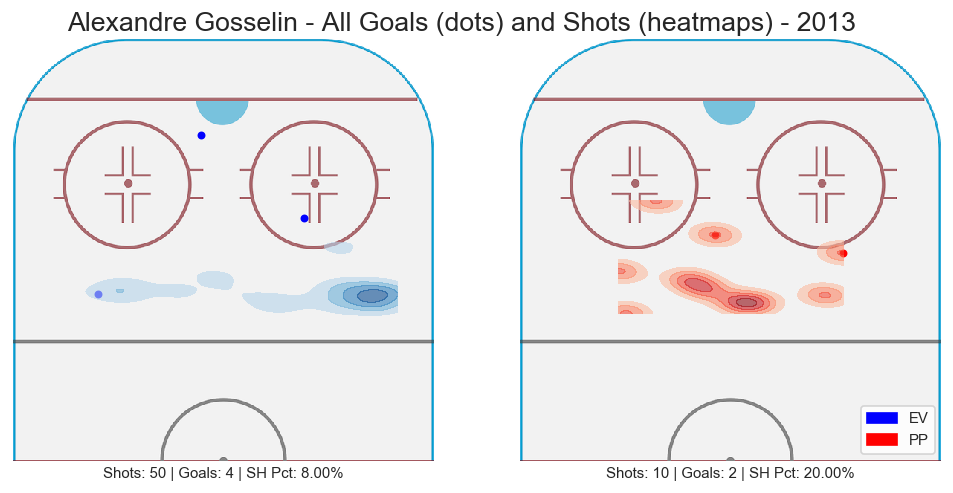 Alexandre Gosselin - All Goals (dots) and Shots (heatmaps) - 2013
EV
PP
Shots: 50 | Goals: 4 | SH Pct: 8.00%
Shots: 10 | Goals: 2 | SH Pct: 20.00%